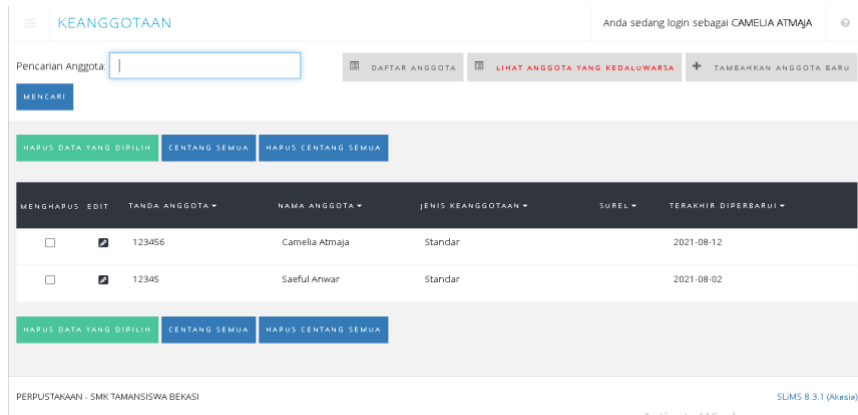 KEANGGOTAAN Anda sedang login sebagai CAMELIA ATMAJA
Pencarian Anggota: DAFTAR ANGGOTA LIHAT ANGGOTA YANG KEDALUWARSA TAMBAHKAN ANGGOTA BARU
MENCARI
HAPUS DATA YANG DIPILIH CENTANG SEMUA HAPUS CENTANG SEMUA
MENGHAPUS EDIT TANDA ANGGOTA NAMA ANGGOTA JENIS KEANGGOTAAN SUREL TERAKHIR DIPERBARUI
123456 Camelia Atmaja Standar 2021-08-12
12345 Saeful Anwar Standar 2021-08-02
HAPUS DATA YANG DIPILIH CENTANG SEMUA HAPUS CENTANG SEMUA
PERPUSTAKAAN - SMK TAMANSISWA BEKASI SLiMS 8.3.1 (Akasia)